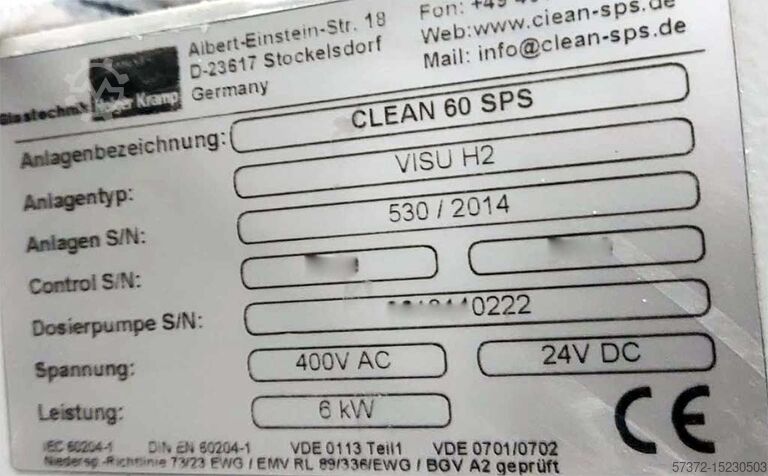 Albert-Einstein-Str. 18
D-23617 Stockelsdorf
Germany
Fon: +49
Web:www.clean-sps.de
Mail: info@clean-sps.de
Glastechnik Holger Kramp
Anlagenbezeichnung: CLEAN 60 SPS
Anlagentyp: VISU H2
Anlagen S/N: 530 / 2014
Control S/N:
Dosierpumpe S/N: 0222
Spannung: 400V AC 24V DC
Leistung: 6 kW
CE
IEC 60204-1 DIN EN 60204-1 VDE 0113 Teil1 VDE 0701/0702
Niedersp.-Richtlinie 73/23 EWG / EMV RL 89/336/EWG / BGV A2 geprüft
57372-15230503